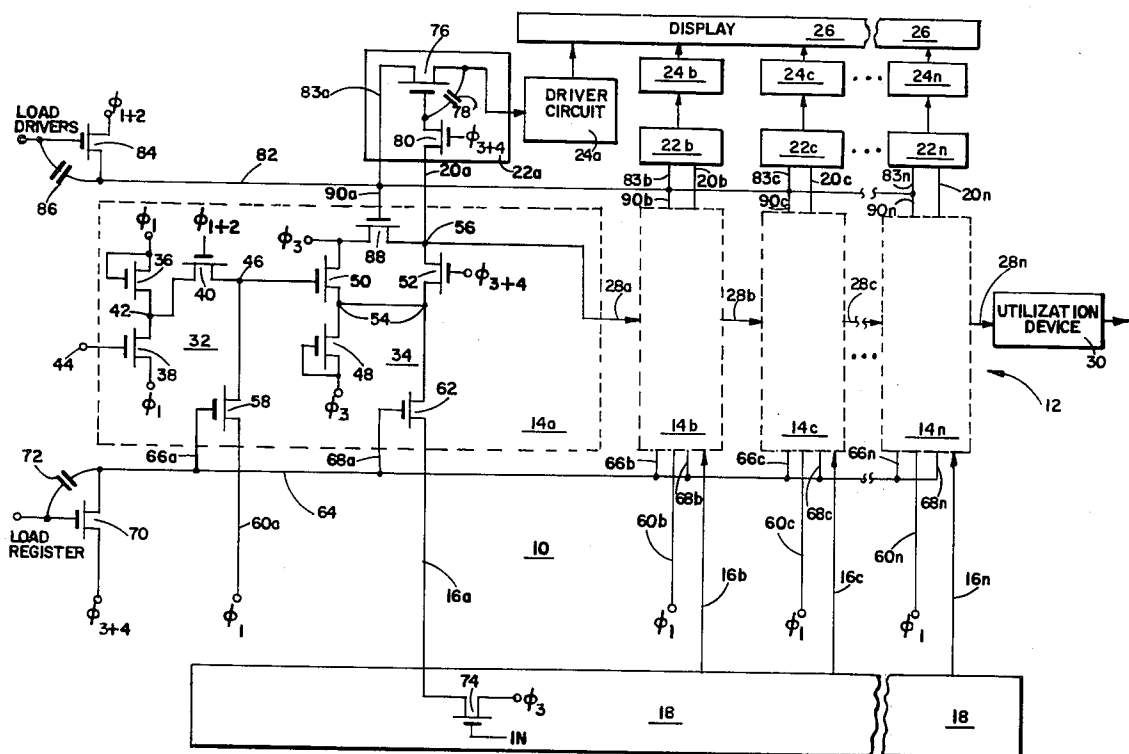 DISPLAY 26 26
76
83a
78
80
ϕ3+4
20a
22a
DRIVER CIRCUIT
24a
24b 24c ••• 24n
22b 22c ••• 22n
83b 20b 83c 20c 83n 20n
90a 90b 90c 90n
LOAD DRIVERS
ϕ1+2
84
86
82
ϕ1 ϕ1+2
36
40
46
42
32
44
38
ϕ1
ϕ3
88
56
50
52
ϕ3+4
54
48
34
ϕ3
58
62
14a
28a
28b
28c
•••
28n
UTILIZATION DEVICE
30
12
14b 14c 14n
72
66a
68a
66b 68b 66c 68c 66n 68n
64
LOAD REGISTER
70
60a
ϕ3+4
ϕ1
10
16a
60b 16b 60c 16c 60n 16n
ϕ1 ϕ1 ϕ1
74
ϕ3
IN
18 18